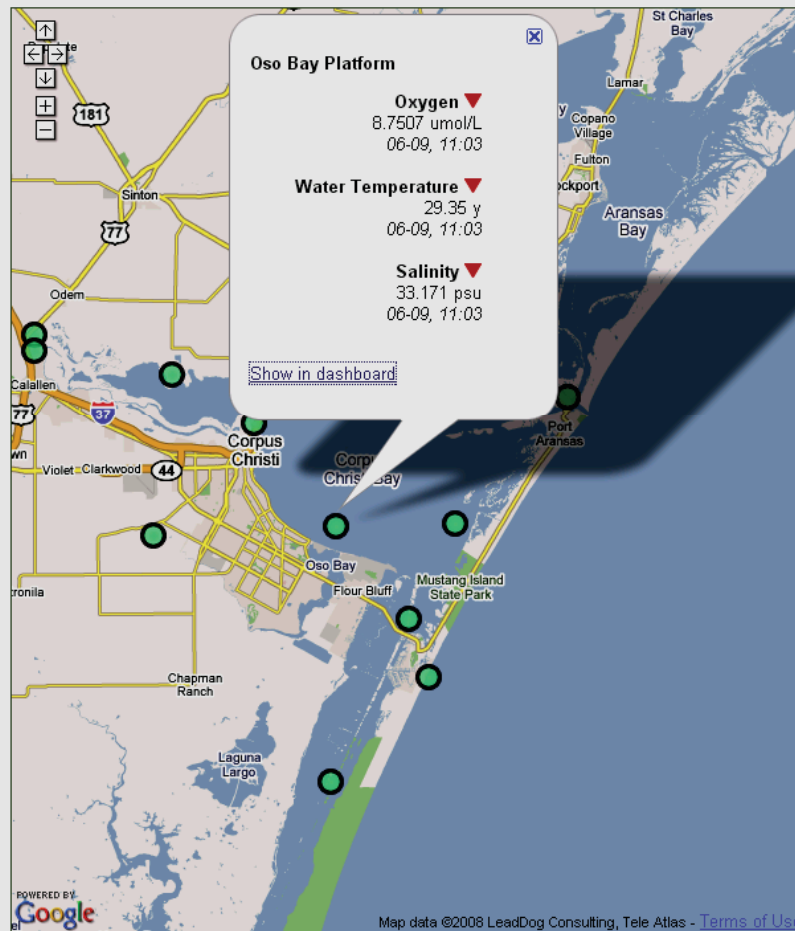 St Charles
Bay
181
Lamar
Oso Bay Platform
Oxygen
8.7507 umol/L
06-09, 11:03
Copano
Village
Fulton
Water Temperature
29.35 y
06-09, 11:03
Sinton
77
Aransas
Bay
Salinity
33.171 psu
06-09, 11:03
Odem
Show in dashboard
Calallen
77
37
Port
Aransas
Corpus
Christi
Violet
Clarkwood
44
Oso Bay
Flour Bluff
Mustang Island
State Park
Chapman
Ranch
Laguna
Largo
POWERED BY
Google
Map data ©2008 LeadDog Consulting, Tele Atlas - Terms of Use